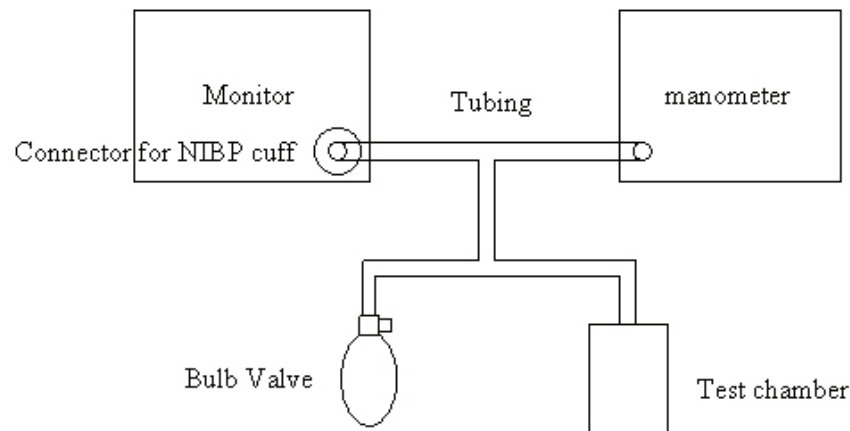 Monitor
Tubing
manometer
Connector for NIBP cuff
Bulb Valve
Test chamber